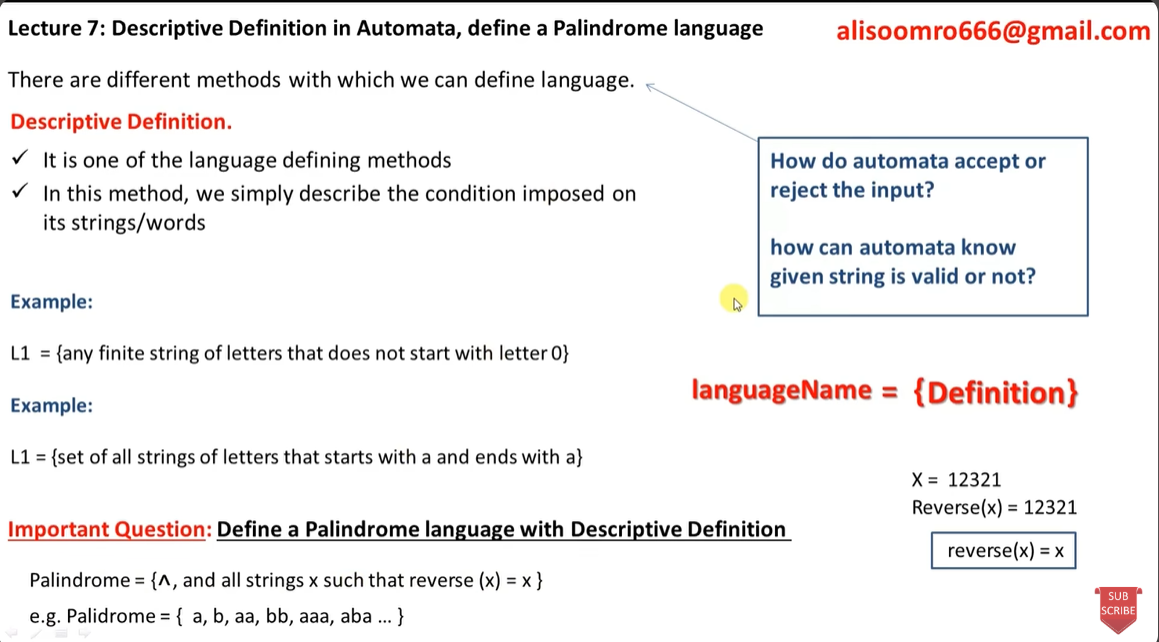 Lecture 7: Descriptive Definition in Automata, define a Palindrome language
alisoomro666@gmail.com
There are different methods with which we can define language.
Descriptive Definition.
✓ It is one of the language defining methods
✓ In this method, we simply describe the condition imposed on
its strings/words
How do automata accept or
reject the input?
how can automata know
given string is valid or not?
Example:
L1 = {any finite string of letters that does not start with letter 0}
languageName = {Definition}
Example:
L1 = {set of all strings of letters that starts with a and ends with a}
X = 12321
Reverse(x) = 12321
reverse(x) = x
Important Question: Define a Palindrome language with Descriptive Definition
Palindrome = {ʌ, and all strings x such that reverse (x) = x }
e.g. Palidrome = { a, b, aa, bb, aaa, aba ... }
SUB
SCRIBE